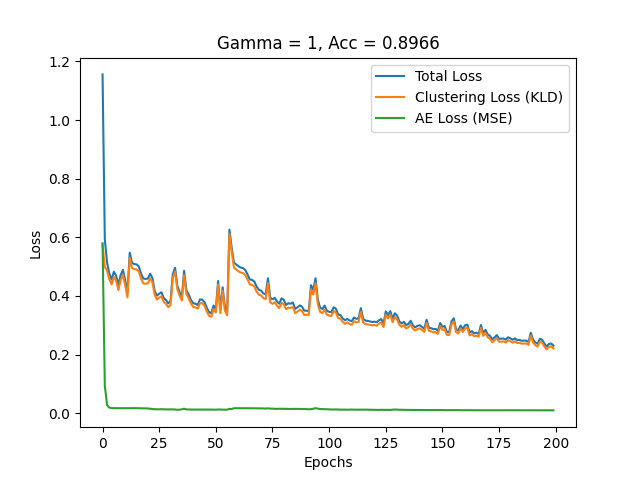 Gamma = 1, Acc = 0.8966
1.2
1.0
0.8
0.6
0.4
0.2
0.0
Loss
Total Loss
Clustering Loss (KLD)
AE Loss (MSE)
0 25 50 75 100 125 150 175 200
Epochs